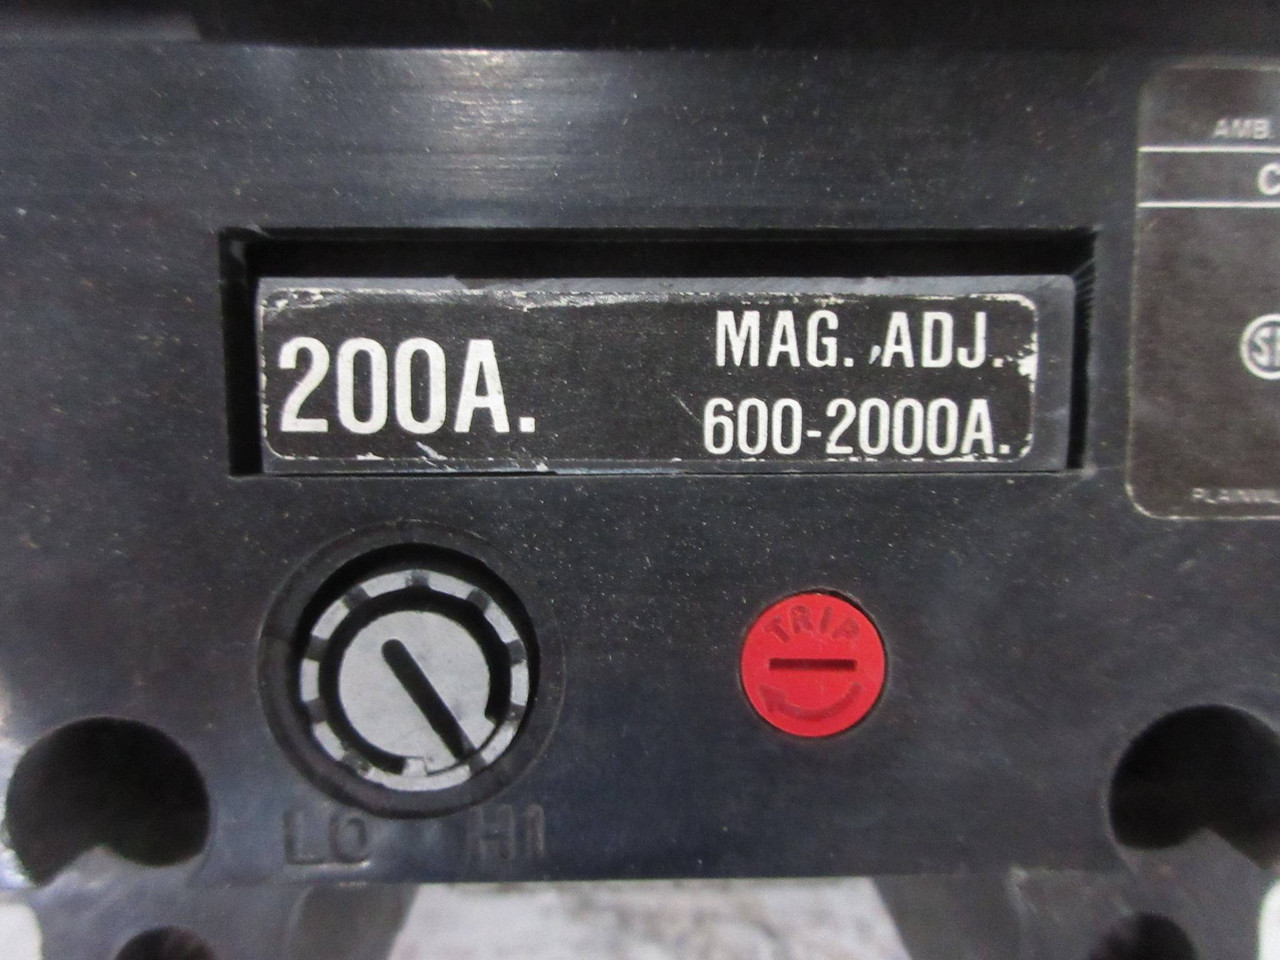 200A.
MAG. ADJ.
600-2000A.
TRIP
LO HI
AMB.